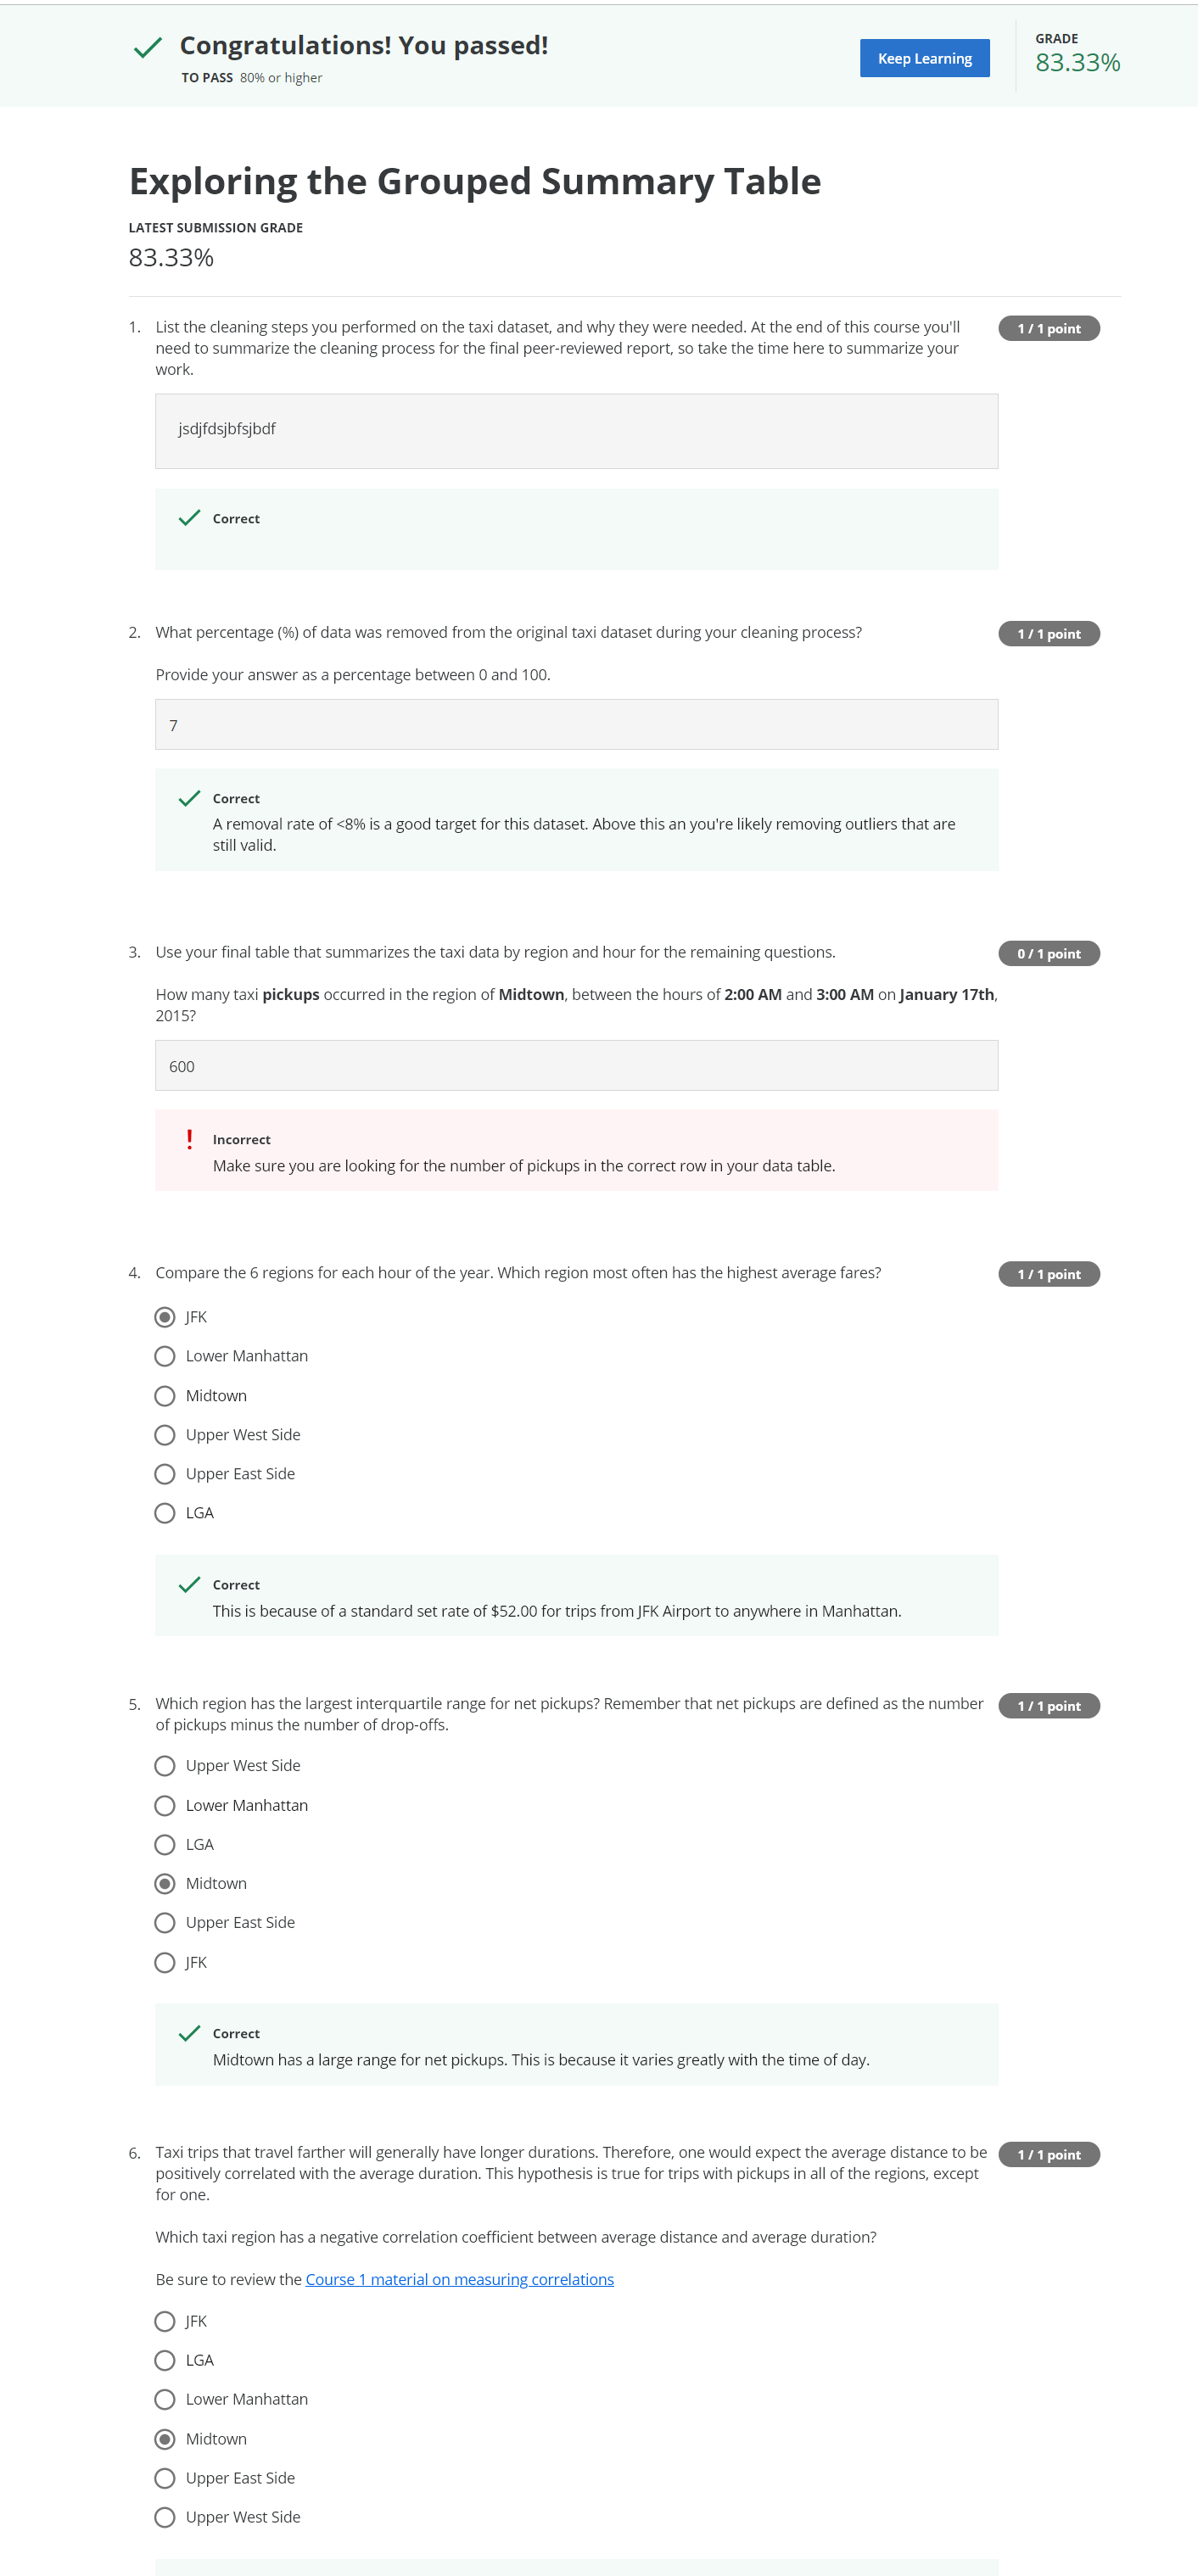 Congratulations! You passed!
TO PASS 80% or higher
Keep Learning
GRADE
83.33%
Exploring the Grouped Summary Table
LATEST SUBMISSION GRADE
83.33%
1. List the cleaning steps you performed on the taxi dataset, and why they were needed. At the end of this course you'll
need to summarize the cleaning process for the final peer-reviewed report, so take the time here to summarize your
work.
1 / 1 point
jsdjfdsjbfsjbdf
Correct
2. What percentage (%) of data was removed from the original taxi dataset during your cleaning process?
1 / 1 point
Provide your answer as a percentage between 0 and 100.
7
Correct
A removal rate of <8% is a good target for this dataset. Above this an you're likely removing outliers that are
still valid.
3. Use your final table that summarizes the taxi data by region and hour for the remaining questions.
0 / 1 point
How many taxi pickups occurred in the region of Midtown, between the hours of 2:00 AM and 3:00 AM on January 17th,
2015?
600
Incorrect
Make sure you are looking for the number of pickups in the correct row in your data table.
4. Compare the 6 regions for each hour of the year. Which region most often has the highest average fares?
1 / 1 point
JFK
Lower Manhattan
Midtown
Upper West Side
Upper East Side
LGA
Correct
This is because of a standard set rate of $52.00 for trips from JFK Airport to anywhere in Manhattan.
5. Which region has the largest interquartile range for net pickups? Remember that net pickups are defined as the number
of pickups minus the number of drop-offs.
1 / 1 point
Upper West Side
Lower Manhattan
LGA
Midtown
Upper East Side
JFK
Correct
Midtown has a large range for net pickups. This is because it varies greatly with the time of day.
6. Taxi trips that travel farther will generally have longer durations. Therefore, one would expect the average distance to be
positively correlated with the average duration. This hypothesis is true for trips with pickups in all of the regions, except
for one.
1 / 1 point
Which taxi region has a negative correlation coefficient between average distance and average duration?
Be sure to review the Course 1 material on measuring correlations
JFK
LGA
Lower Manhattan
Midtown
Upper East Side
Upper West Side